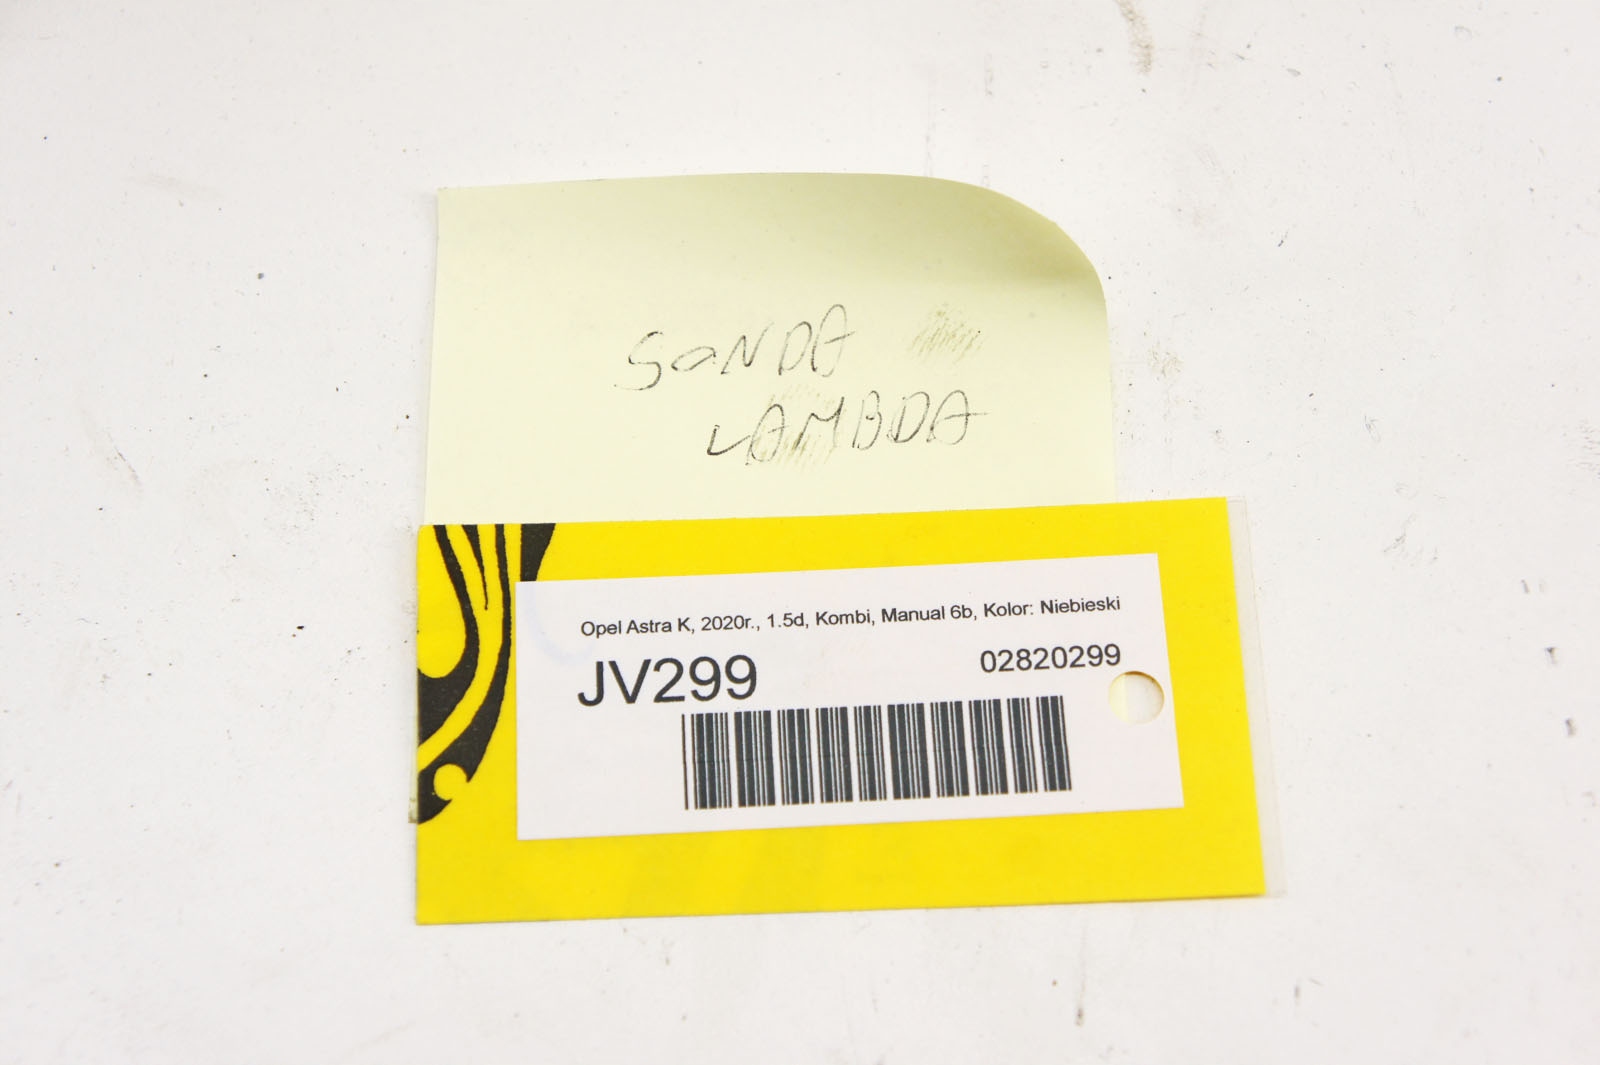 SONDA
LAMBDA
Opel Astra K, 2020r., 1.5d, Kombi, Manual 6b, Kolor: Niebieski
JV299
02820299